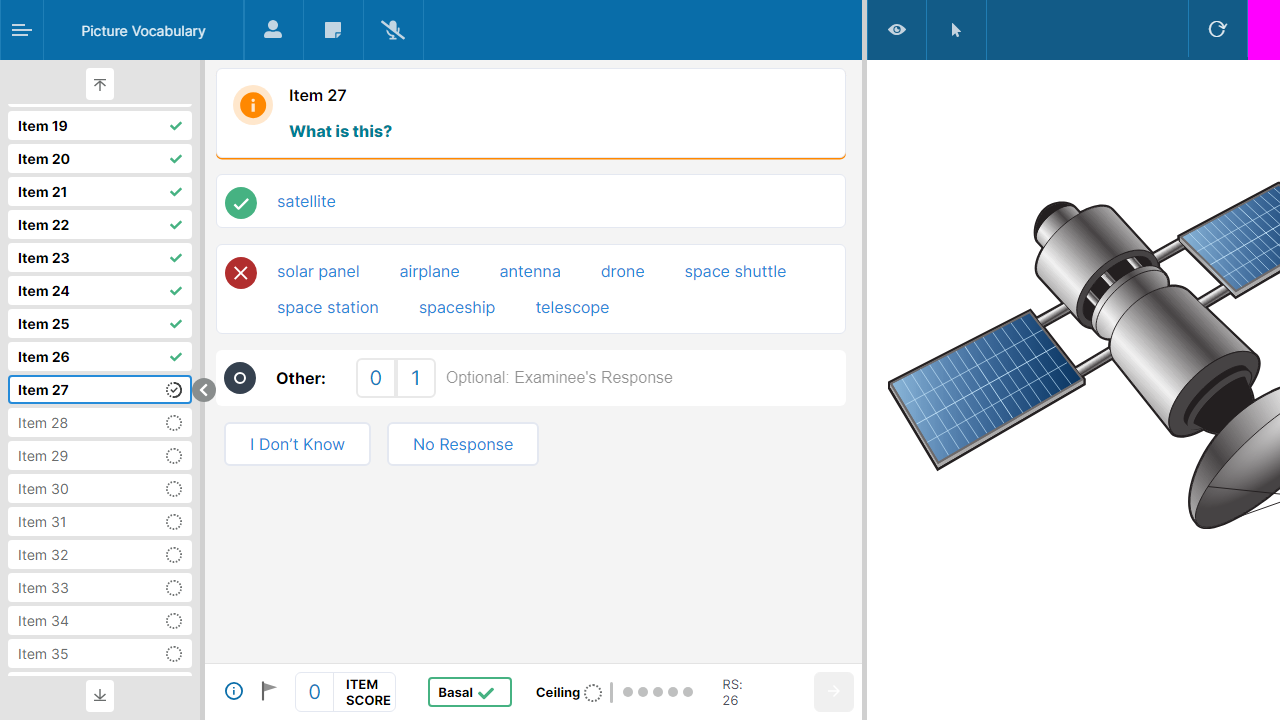 Picture Vocabulary
Item 19
Item 20
Item 21
Item 22
Item 23
Item 24
Item 25
Item 26
Item 27
Item 28
Item 29
Item 30
Item 31
Item 32
Item 33
Item 34
Item 35
Item 27
What is this?
satellite
solar panel airplane antenna drone space shuttle
space station spaceship telescope
Other: 0 1 Optional: Examinee's Response
I Don’t Know No Response
0 ITEM SCORE
Basal
Ceiling
RS:
26